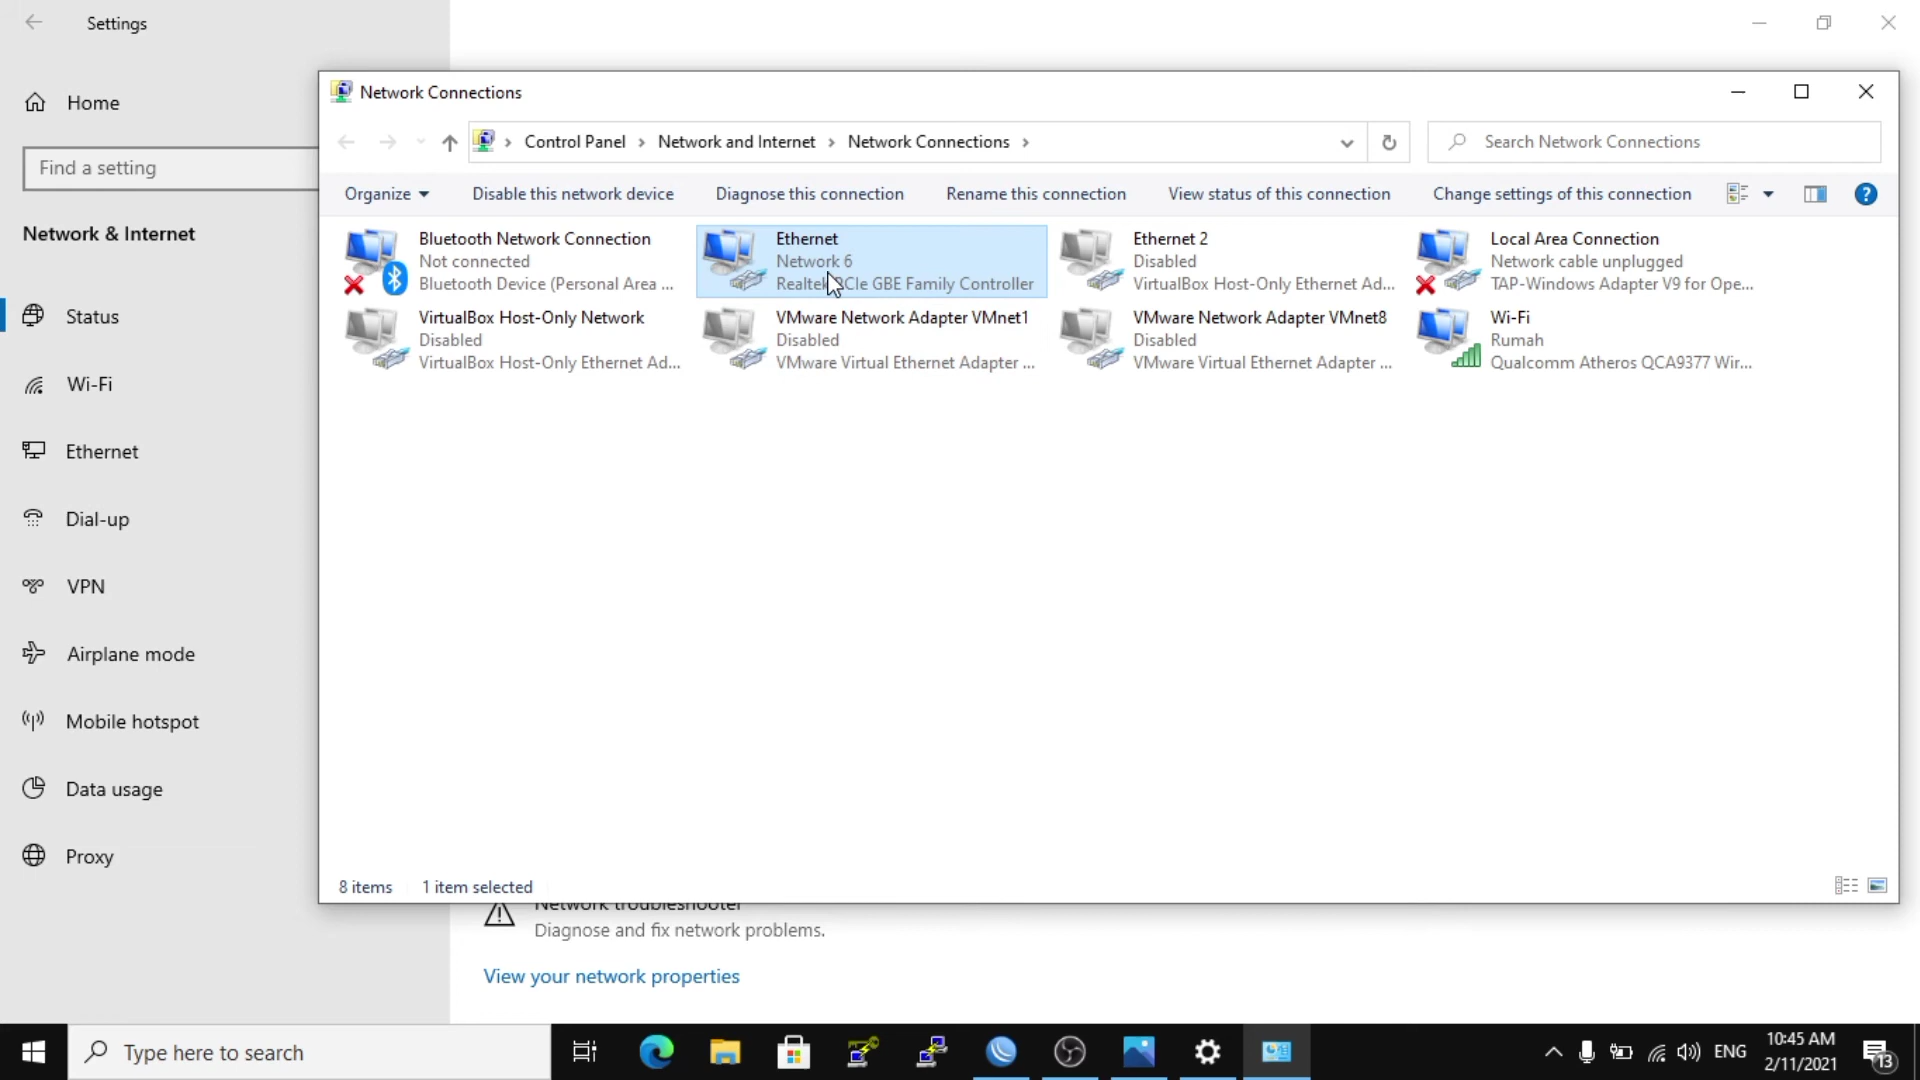 Settings
Home
Find a setting
Network & Internet
Status
Wi-Fi
Ethernet
Dial-up
VPN
Airplane mode
Mobile hotspot
Data usage
Proxy
Network Connections
Control Panel
Network and Internet
Network Connections
Search Network Connections
Organize
Disable this network device
Diagnose this connection
Rename this connection
View status of this connection
Change settings of this connection
Bluetooth Network Connection
Not connected
Bluetooth Device (Personal Area ...
Ethernet
Network 6
Realtek PCIe GBE Family Controller
Ethernet 2
Disabled
VirtualBox Host-Only Ethernet Ad...
Local Area Connection
Network cable unplugged
TAP-Windows Adapter V9 for Ope...
VirtualBox Host-Only Network
Disabled
VirtualBox Host-Only Ethernet Ad...
VMware Network Adapter VMnet1
Disabled
VMware Virtual Ethernet Adapter ...
VMware Network Adapter VMnet8
Disabled
VMware Virtual Ethernet Adapter ...
Wi-Fi
Rumah
Qualcomm Atheros QCA9377 Wir...
8 items
1 item selected
Network troubleshooter
Diagnose and fix network problems.
View your network properties
Type here to search
ENG
10:45 AM
2/11/2021
13